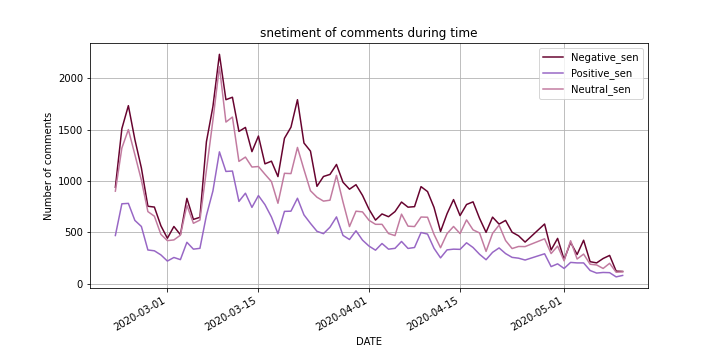 snetiment of comments during time
Negative_sen
Positive_sen
Neutral_sen
Number of comments
2000
1500
1000
500
0
2020-03-01
2020-03-15
2020-04-01
2020-04-15
2020-05-01
DATE